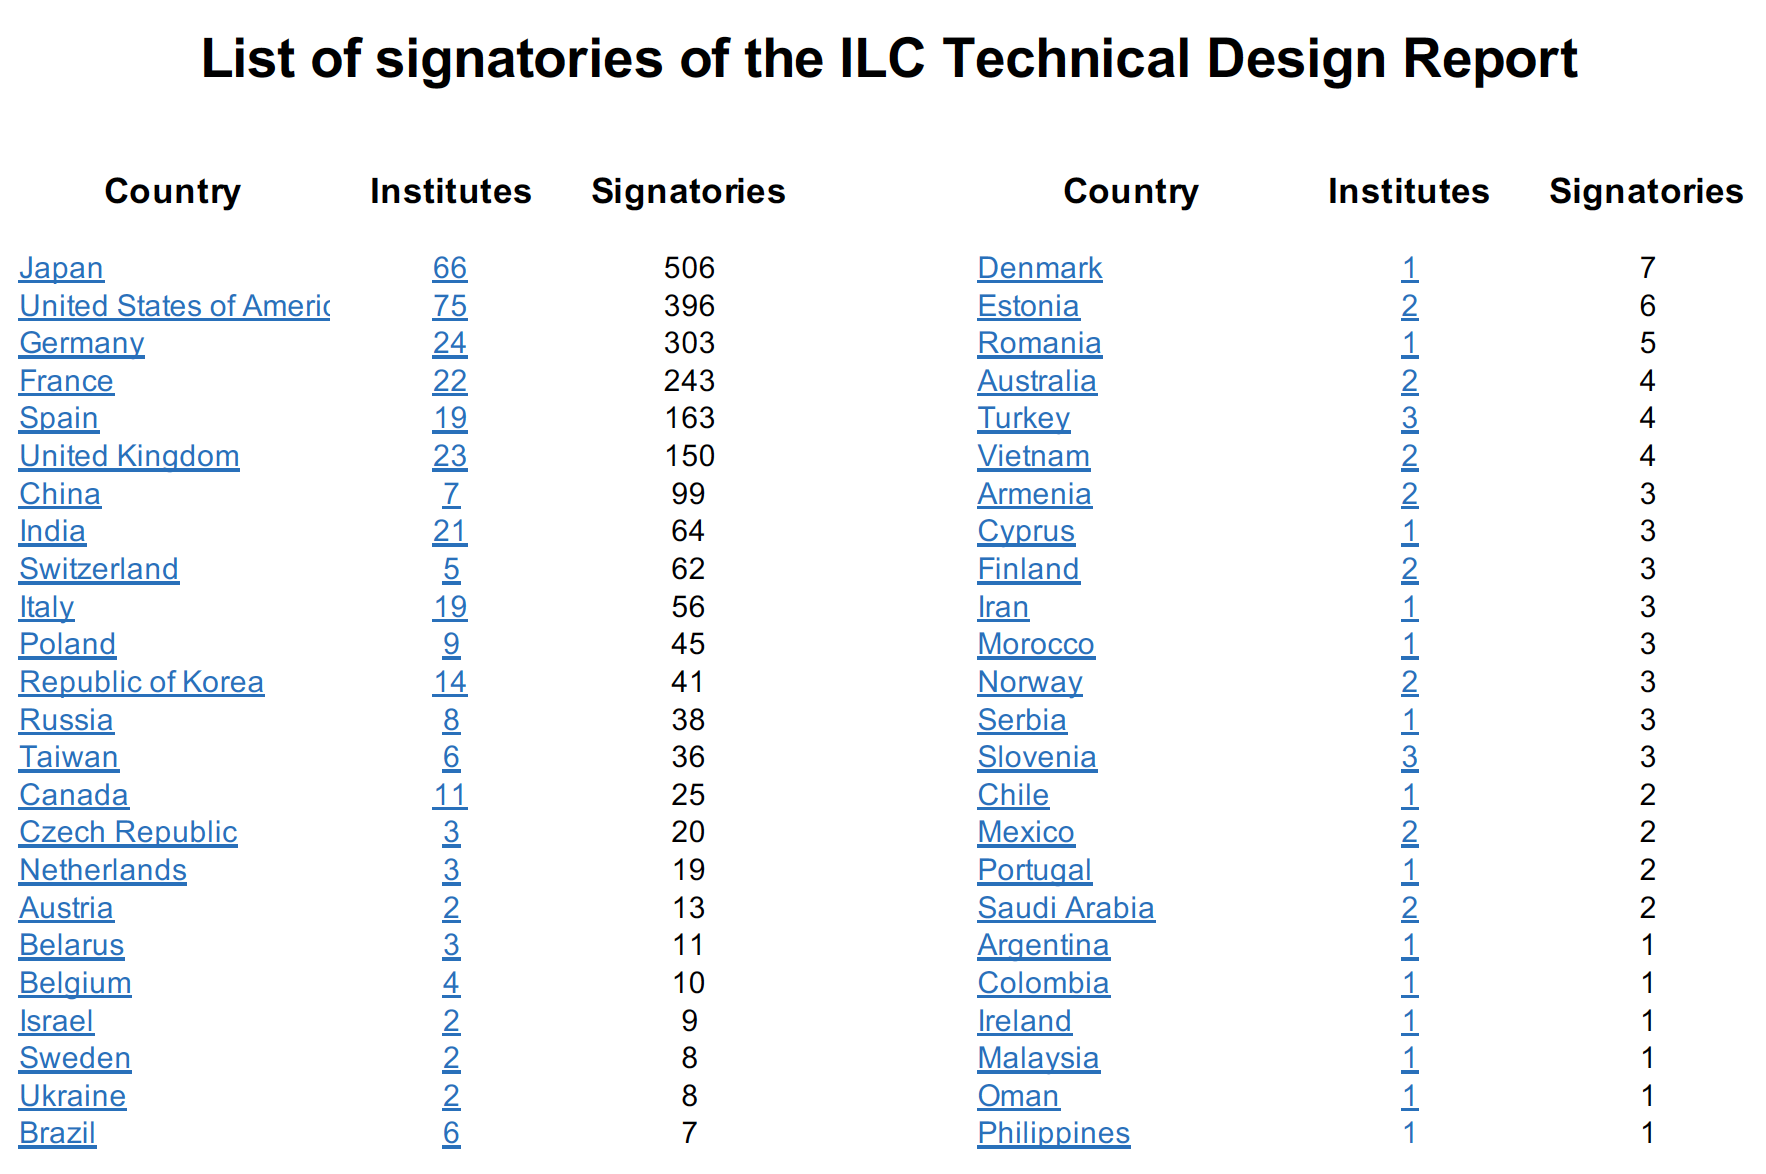 List of signatories of the ILC Technical Design Report
Country Institutes Signatories Country Institutes Signatories
Japan 66 506 Denmark 1 7
United States of Americ 75 396 Estonia 2 6
Germany 24 303 Romania 1 5
France 22 243 Australia 2 4
Spain 19 163 Turkey 3 4
United Kingdom 23 150 Vietnam 2 4
China 7 99 Armenia 2 3
India 21 64 Cyprus 1 3
Switzerland 5 62 Finland 2 3
Italy 19 56 Iran 1 3
Poland 9 45 Morocco 1 3
Republic of Korea 14 41 Norway 2 3
Russia 8 38 Serbia 1 3
Taiwan 6 36 Slovenia 3 3
Canada 11 25 Chile 1 2
Czech Republic 3 20 Mexico 2 2
Netherlands 3 19 Portugal 1 2
Austria 2 13 Saudi Arabia 2 2
Belarus 3 11 Argentina 1 1
Belgium 4 10 Colombia 1 1
Israel 2 9 Ireland 1 1
Sweden 2 8 Malaysia 1 1
Ukraine 2 8 Oman 1 1
Brazil 6 7 Philippines 1 1